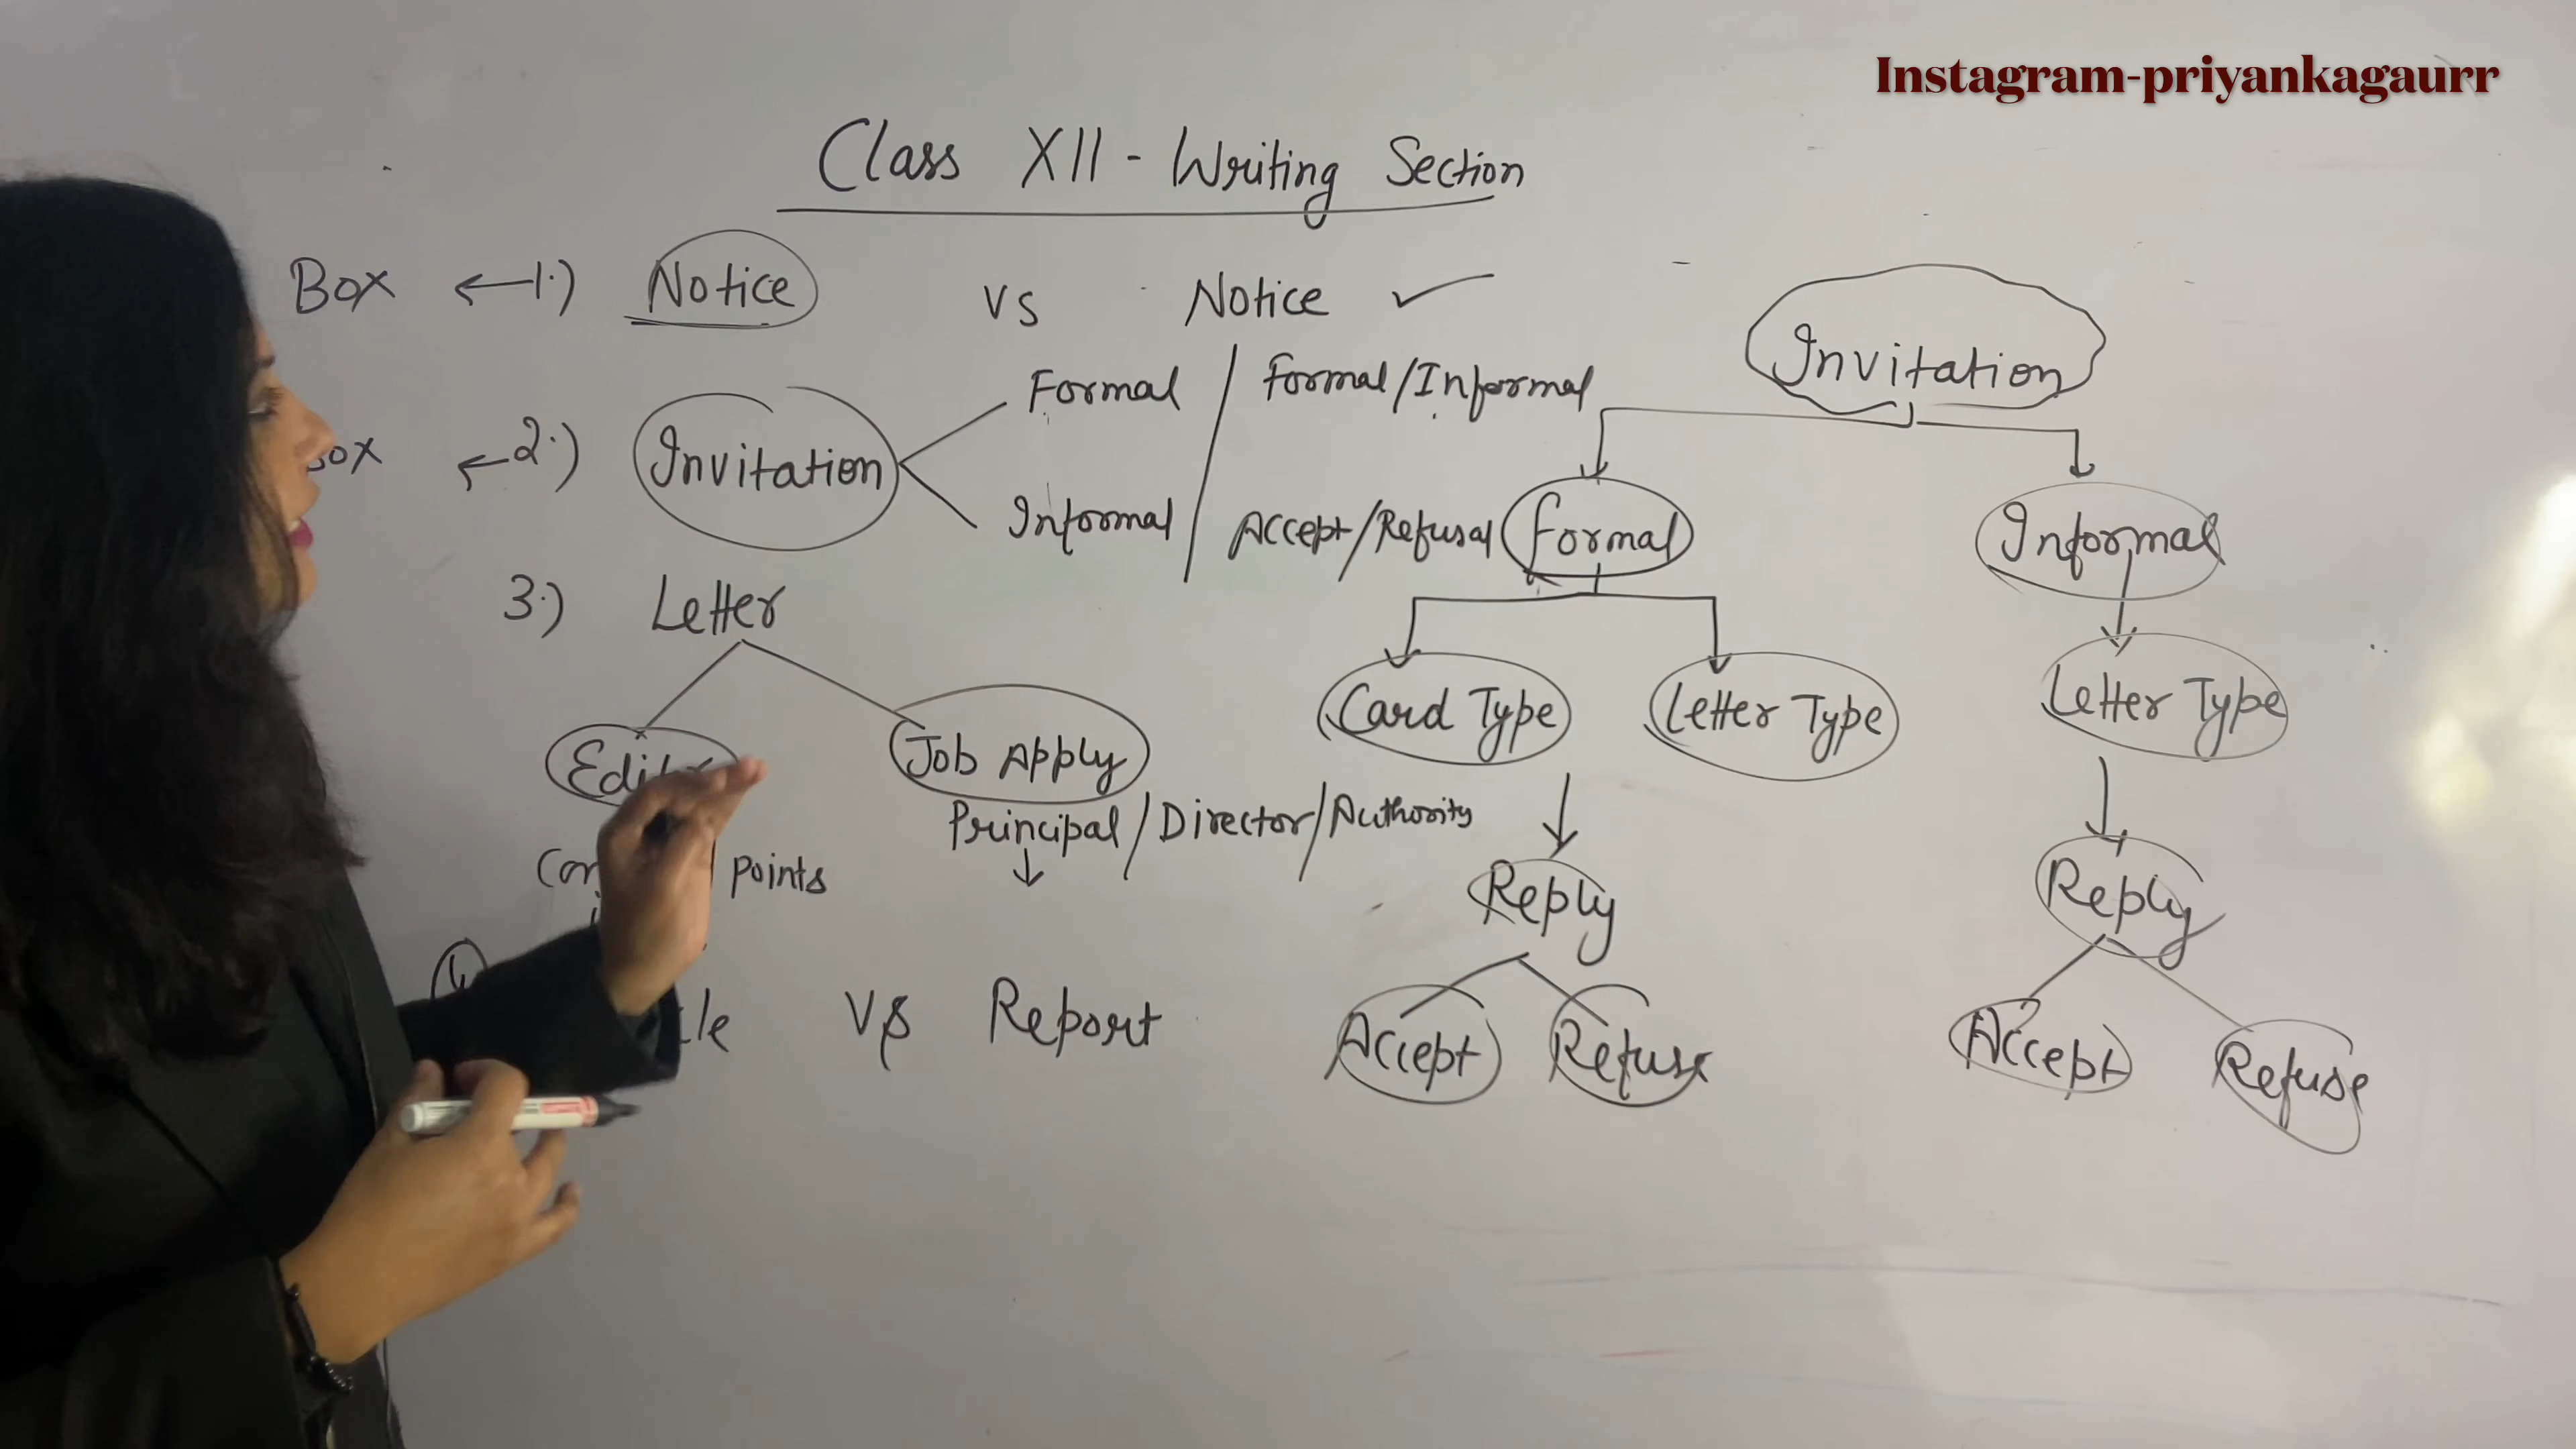 Instagram-priyankagaurr
Class XII - Writing Section
Box ← 1.) Notice vs Notice ✓
Formal / Formal/Informal
← 2.) Invitation
Informal / Accept/Refusal
3.) Letter
Job Apply
Principal/Director/Authority
↓
points
Vs Report
Invitation
Formal Informal
Card Type Letter Type Letter Type
Reply Reply
Accept Refuse Accept Refuse